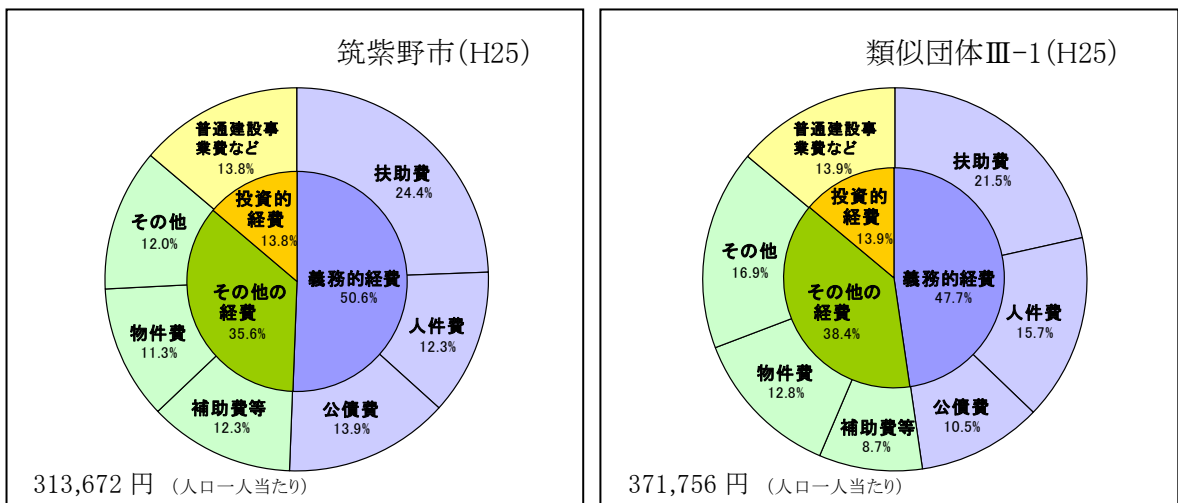 筑紫野市(H25)
普通建設事
業費など
13.8%
扶助費
24.4%
投資的
経費
13.8%
その他
12.0%
義務的経費
50.6%
その他の
経費
35.6%
人件費
12.3%
物件費
11.3%
補助費等
12.3%
公債費
13.9%
313,672 円 (人口一人当たり)
類似団体Ⅲ-1(H25)
普通建設事
業費など
13.9%
扶助費
21.5%
投資的
経費
13.9%
その他
16.9%
義務的経費
47.7%
その他の
経費
38.4%
人件費
15.7%
物件費
12.8%
補助費等
8.7%
公債費
10.5%
371,756 円 (人口一人当たり)